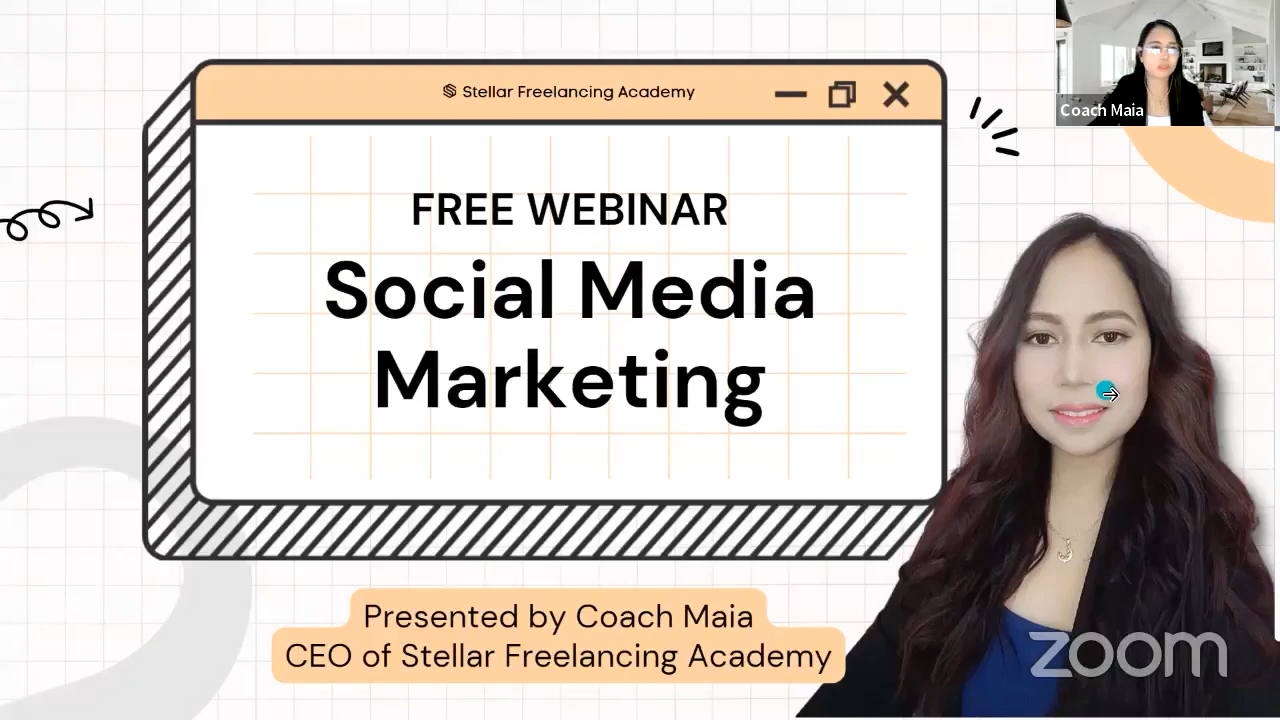 Stellar Freelancing Academy
Coach Maia
FREE WEBINAR
Social Media
Marketing
Presented by Coach Maia
CEO of Stellar Freelancing Academy
zoom